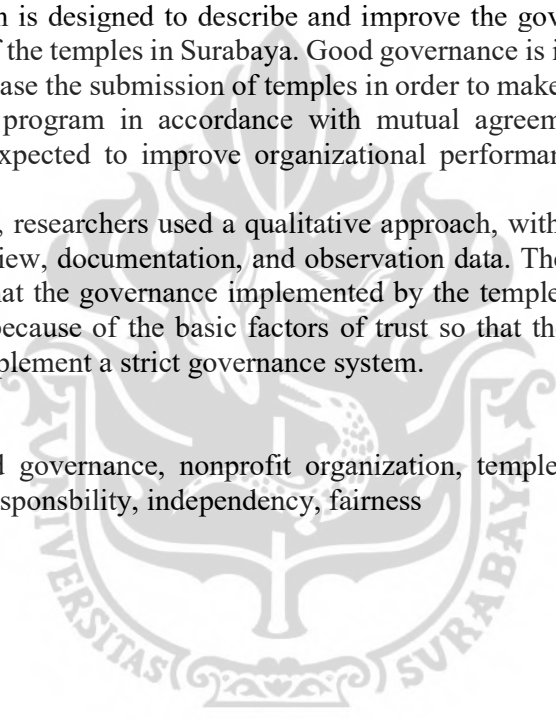 n is designed to describe and improve the gov
f the temples in Surabaya. Good governance is i
ase the submission of temples in order to make
program in accordance with mutual agreem
xpected to improve organizational performan
, researchers used a qualitative approach, with
iew, documentation, and observation data. The
nat the governance implemented by the temple
because of the basic factors of trust so that th
plement a strict governance system.
d governance, nonprofit organization, temple
sponsbility, independency, fairness
UNIVERSITAS SURABAYA